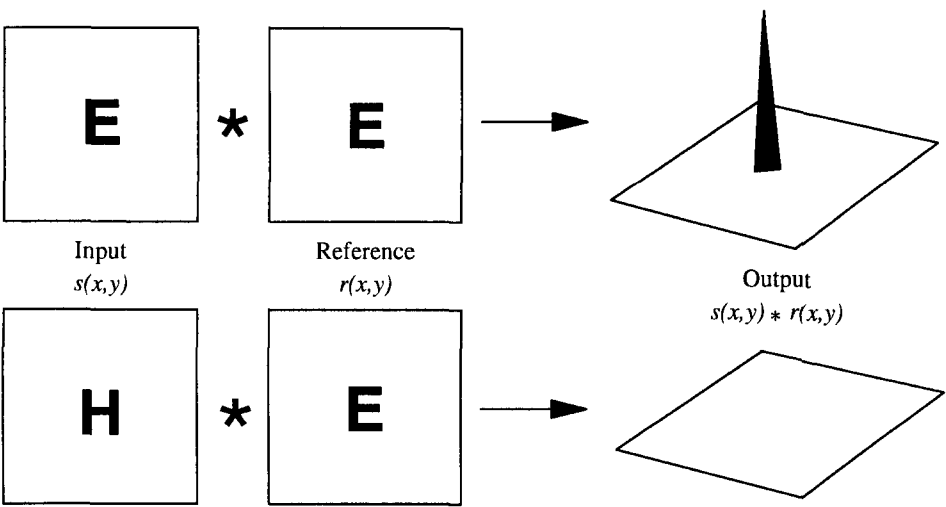 E * E
Input
s(x,y)
Reference
r(x,y)
Output
s(x,y) * r(x,y)
H * E